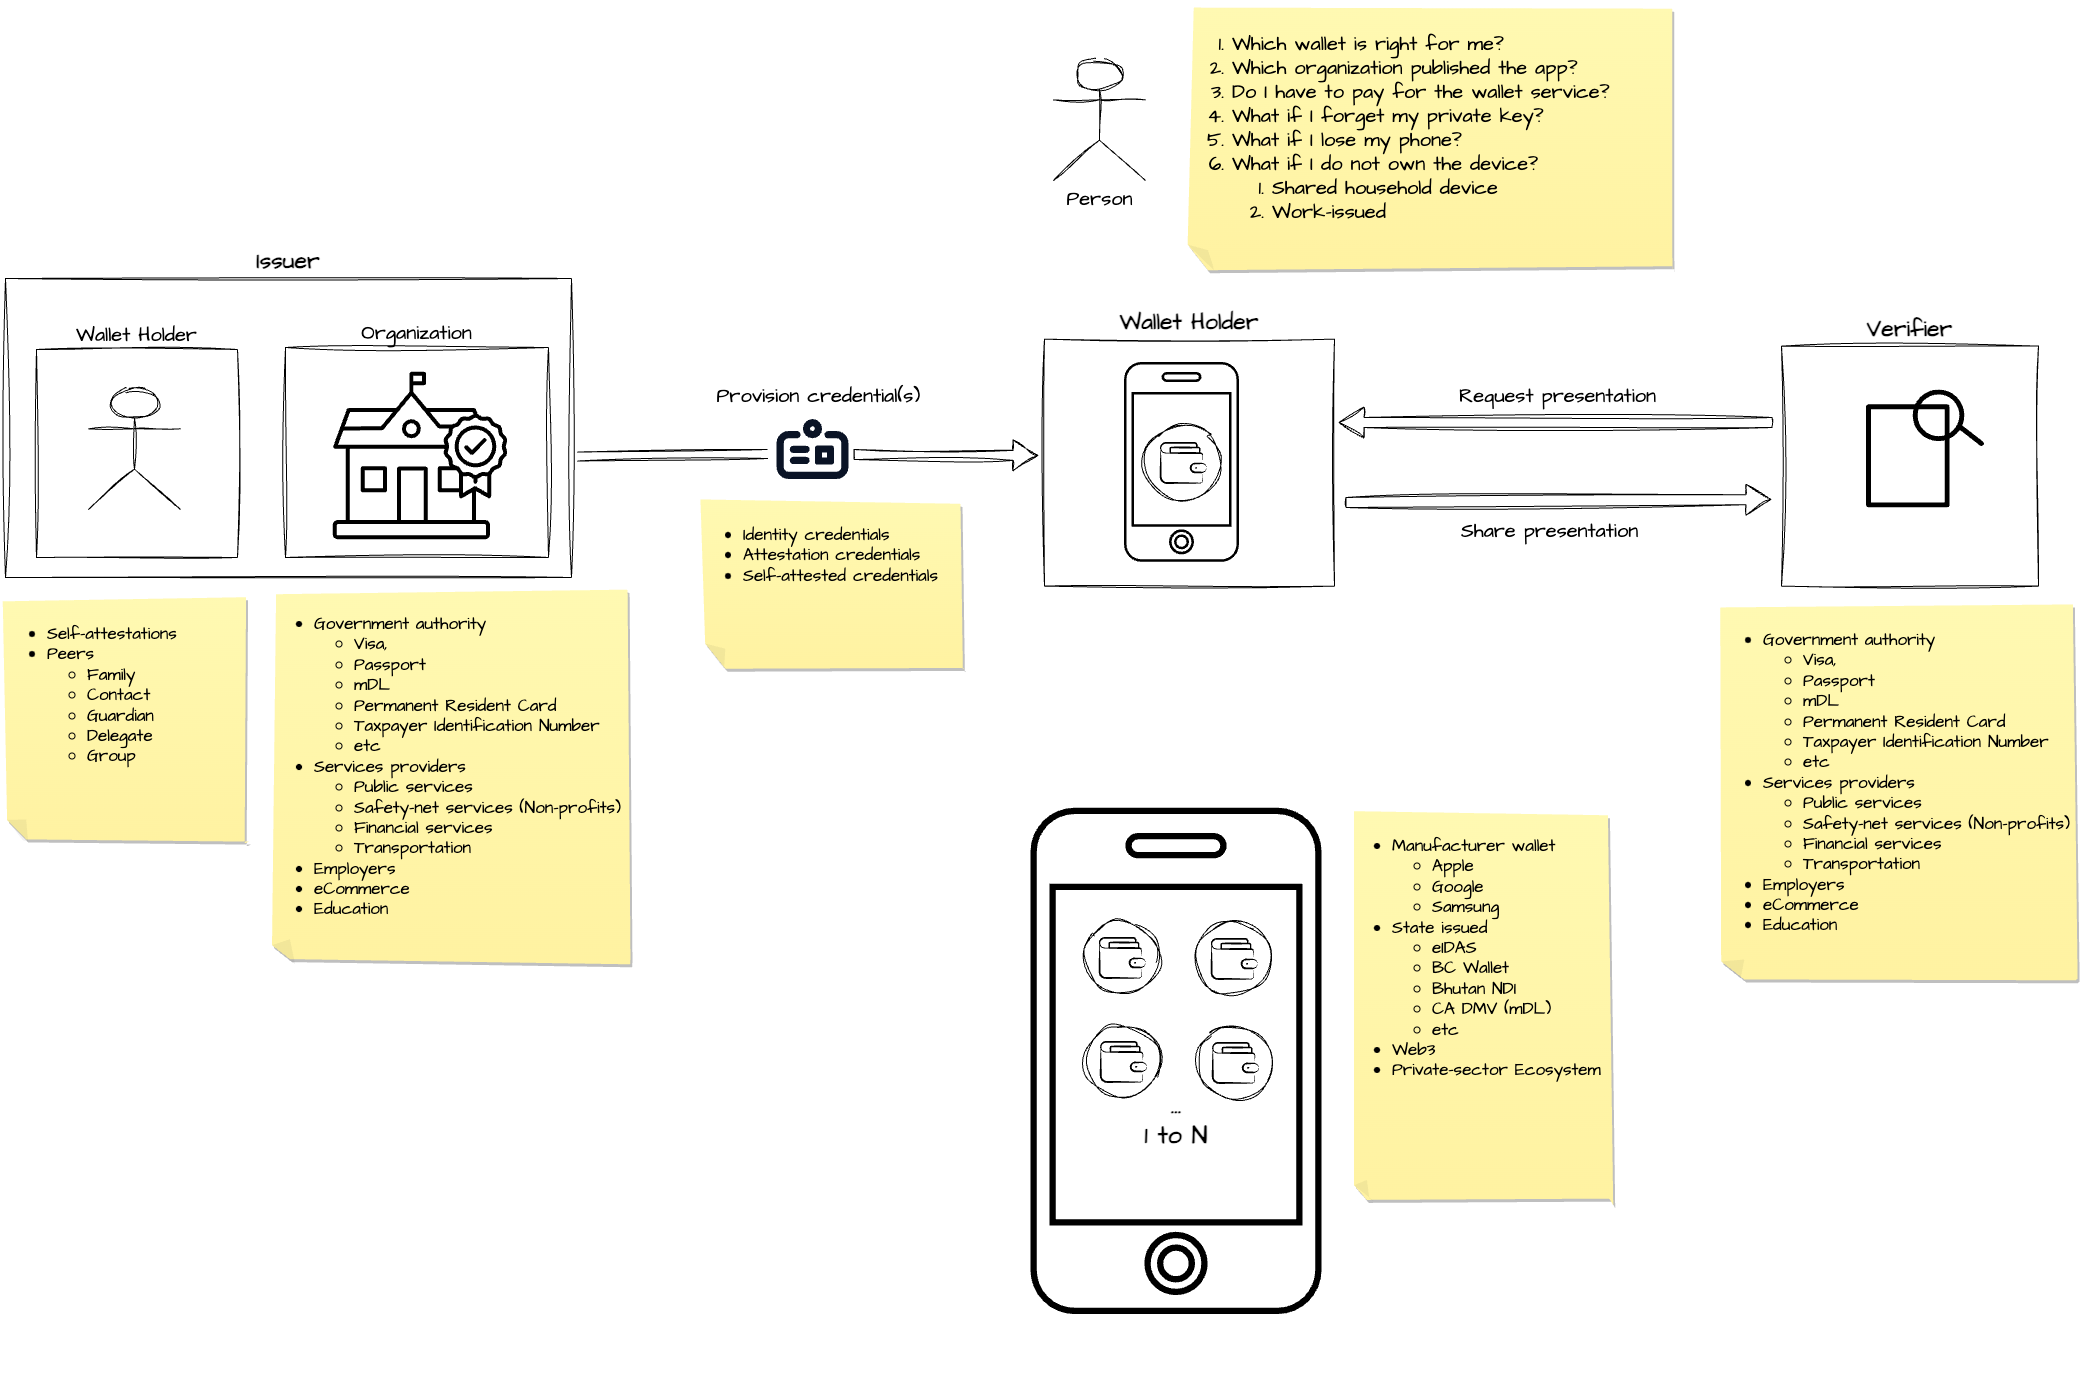 1. Which wallet is right for me?
2. Which organization published the app?
3. Do I have to pay for the wallet service?
4. What if I forget my private key?
5. What if I lose my phone?
6. What if I do not own the device?
1. Shared household device
2. Work-issued
Person
Issuer
Wallet Holder
Organization
Provision credential(s)
Wallet Holder
Request presentation
Share presentation
Verifier
• Self-attestations
• Peers
○ Family
○ Contact
○ Guardian
○ Delegate
○ Group
• Government authority
○ Visa,
○ Passport
○ mDL
○ Permanent Resident Card
○ Taxpayer Identification Number
○ etc
• Services providers
○ Public services
○ Safety-net services (Non-profits)
○ Financial services
○ Transportation
• Employers
• eCommerce
• Education
• Identity credentials
• Attestation credentials
• Self-attested credentials
• Government authority
○ Visa,
○ Passport
○ mDL
○ Permanent Resident Card
○ Taxpayer Identification Number
○ etc
• Services providers
○ Public services
○ Safety-net services (Non-profits)
○ Financial services
○ Transportation
• Employers
• eCommerce
• Education
...
1 to N
• Manufacturer wallet
○ Apple
○ Google
○ Samsung
• State issued
○ eIDAS
○ BC Wallet
○ Bhutan NDI
○ CA DMV (mDL)
○ etc
• Web3
• Private-sector Ecosystem